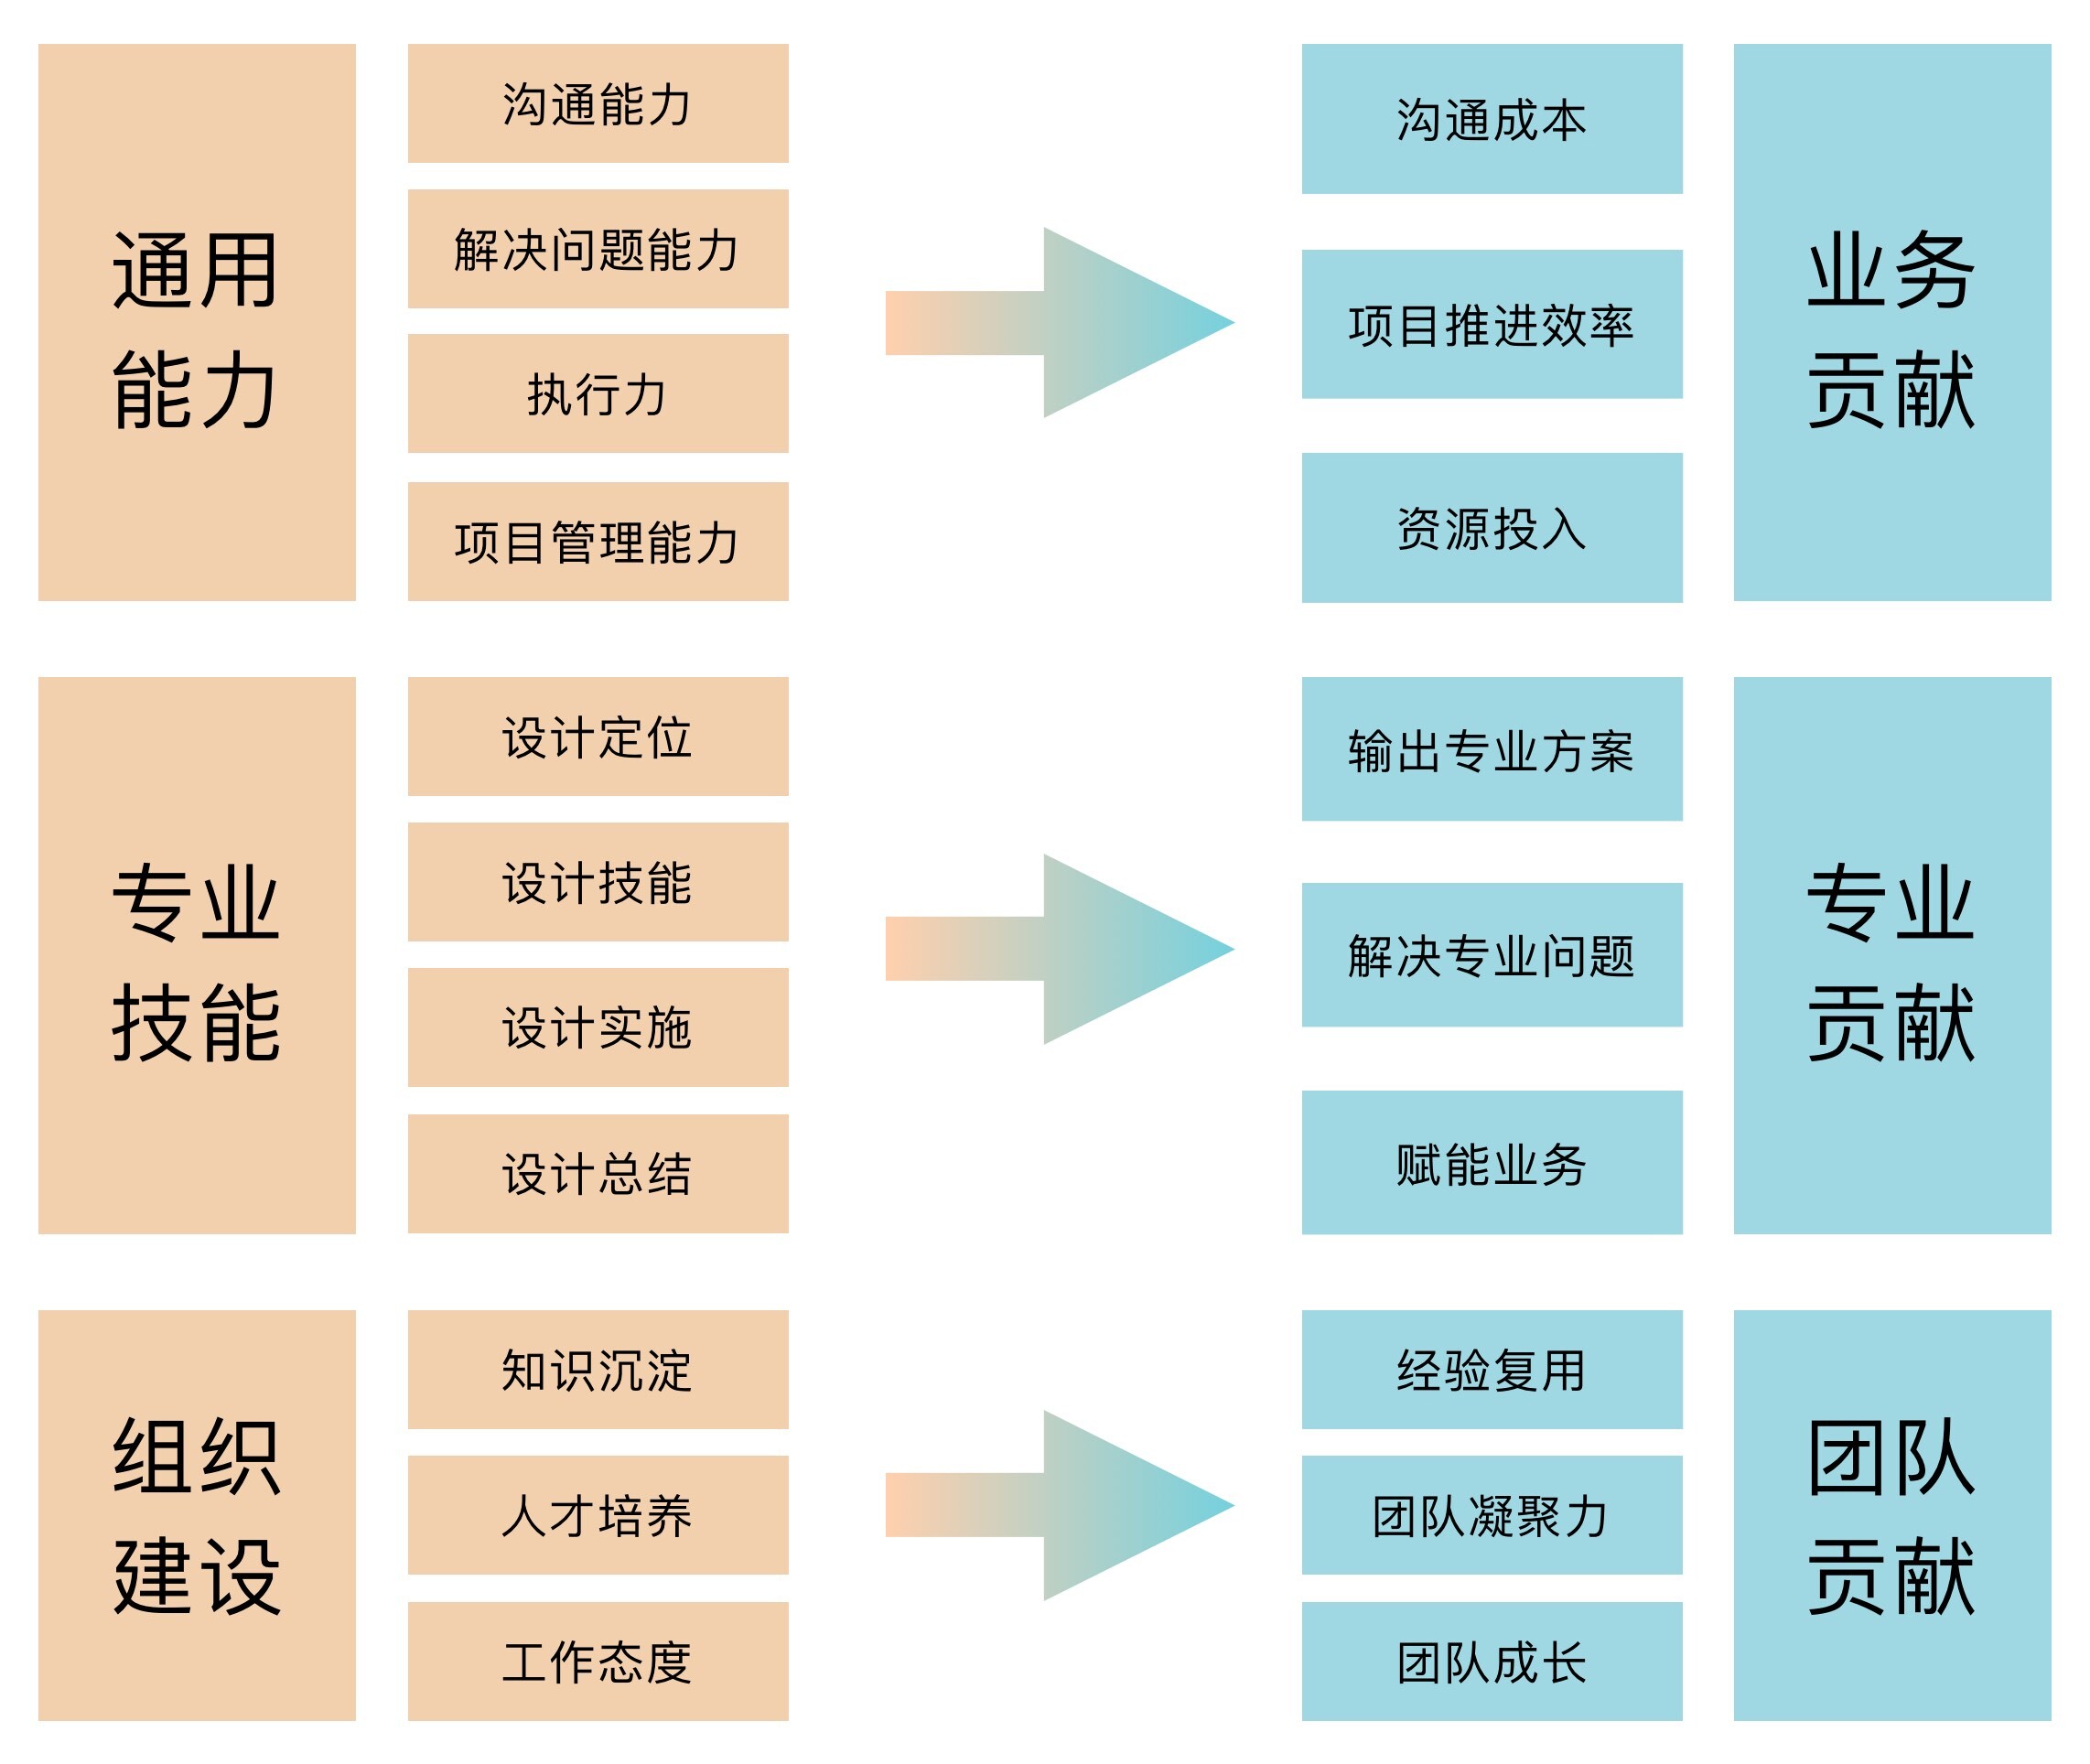 通用
能力
沟通能力
解决问题能力
执行力
项目管理能力
沟通成本
项目推进效率
资源投入
业务
贡献
专业
技能
设计定位
设计技能
设计实施
设计总结
输出专业方案
解决专业问题
赋能业务
专业
贡献
组织
建设
知识沉淀
人才培养
工作态度
经验复用
团队凝聚力
团队成长
团队
贡献